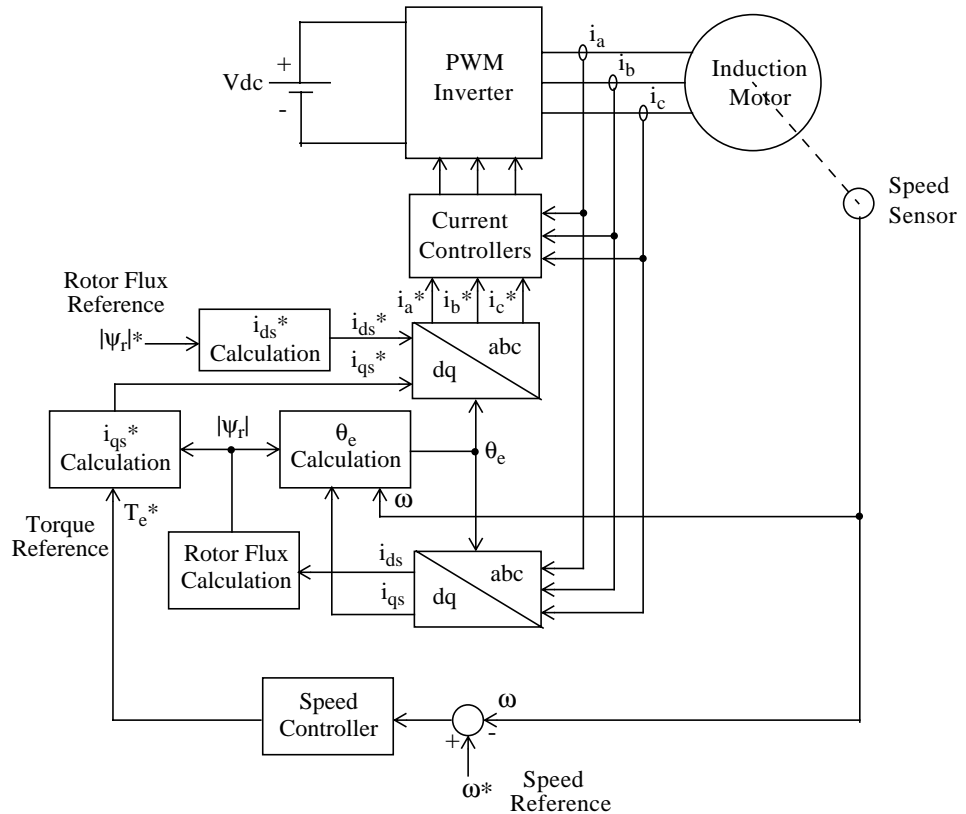 i_a
PWM
Inverter
i_b
Induction
Motor
+
Vdc
-
i_c
Speed
Sensor
Current
Controllers
Rotor Flux
Reference
|ψ_r|*
i_ds*
Calculation
i_ds*
i_qs*
i_a* i_b* i_c*
abc
dq
i_qs*
Calculation
|ψ_r|
θ_e
Calculation
θ_e
ω
T_e*
Torque
Reference
Rotor Flux
Calculation
i_ds
i_qs
abc
dq
Speed
Controller
ω
+
-
ω*
Speed
Reference